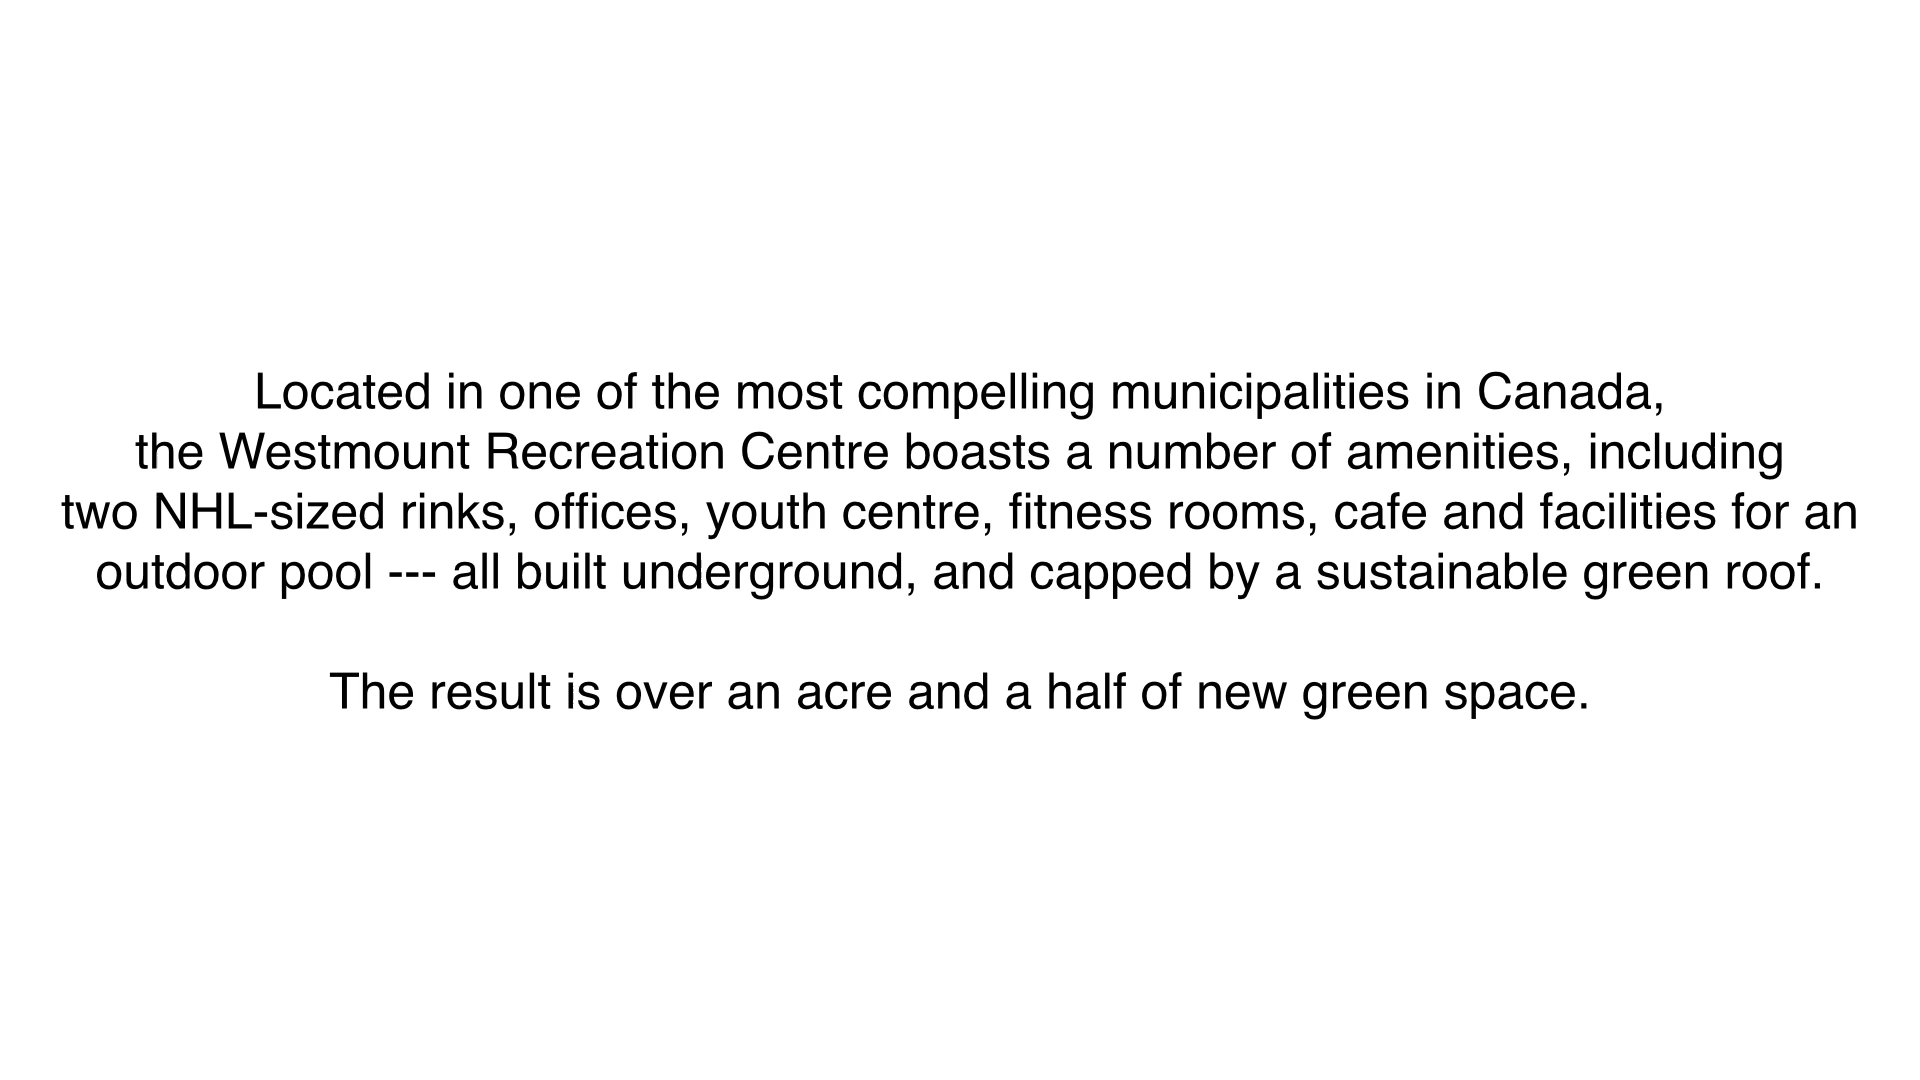 Located in one of the most compelling municipalities in Canada,
the Westmount Recreation Centre boasts a number of amenities, including
two NHL-sized rinks, offices, youth centre, fitness rooms, cafe and facilities for an
outdoor pool --- all built underground, and capped by a sustainable green roof.
The result is over an acre and a half of new green space.